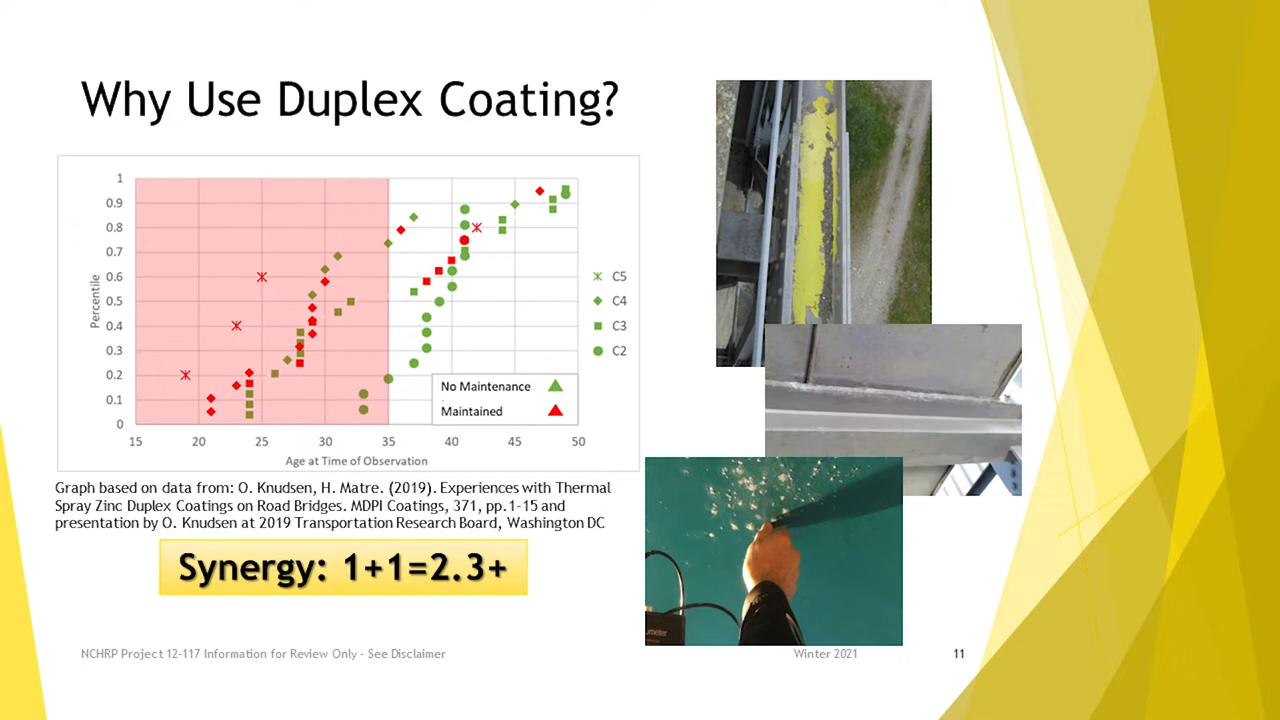 Why Use Duplex Coating?
1
0.9
0.8
0.7
0.6
0.5
0.4
0.3
0.2
0.1
0
Percentile
15 20 25 30 35 40 45 50
Age at Time of Observation
C5
C4
C3
C2
No Maintenance
Maintained
Graph based on data from: O. Knudsen, H. Matre. (2019). Experiences with Thermal
Spray Zinc Duplex Coatings on Road Bridges. MDPI Coatings, 371, pp.1-15 and
presentation by O. Knudsen at 2019 Transportation Research Board, Washington DC
Synergy: 1+1=2.3+
NCHRP Project 12-117 Information for Review Only - See Disclaimer
Winter 2021
11